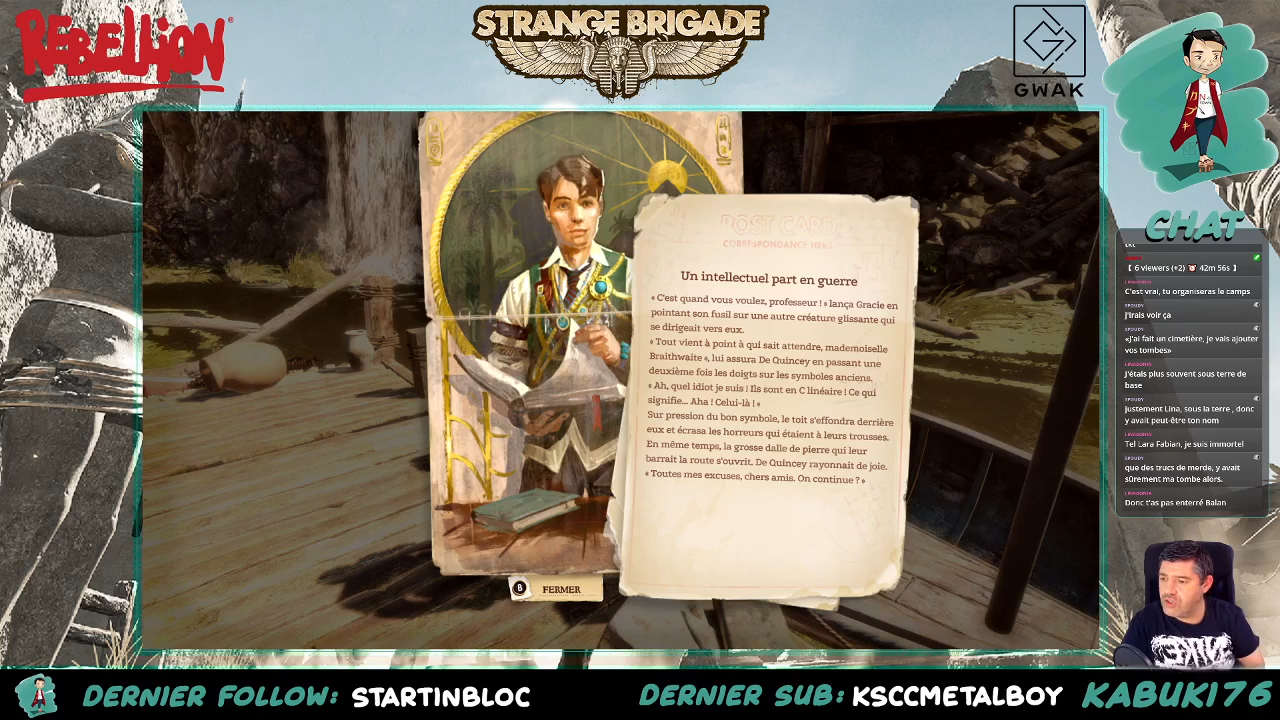 REBELLION
STRANGE BRIGADE
GWAK
CHAT
【 6 viewers (+2) ⏰ 42m 56s 】
C'est vrai, tu organiseras le camps
SPOUDY
J'irais voir ça
SPOUDY
«J'ai fait un cimetière, je vais ajouter
vos tombes»
J'étais plus souvent sous terre de
base
SPOUDY
Justement Lina, sous la terre , donc
y avait peut-être ton nom
Tel Lara Fabian, je suis immortel
SPOUDY
que des trucs de merde, y avait
sûrement ma tombe alors.
Donc t'as pas enterré Balan
POST CARD
CORRESPONDANCE HERE
Un intellectuel part en guerre
« C'est quand vous voulez, professeur ! » lança Gracie en
pointant son fusil sur une autre créature glissante qui
se dirigeait vers eux.
« Tout vient à point à qui sait attendre, mademoiselle
Braithwaite », lui assura De Quincey en passant une
deuxième fois les doigts sur les symboles anciens.
« Ah, quel idiot je suis ! Ils sont en C linéaire ! Ce qui
signifie... Aha ! Celui-là ! »
Sur pression du bon symbole, le toit s'effondra derrière
eux et écrasa les horreurs qui étaient à leurs trousses.
En même temps, la grosse dalle de pierre qui leur
barrait la route s'ouvrit. De Quincey rayonnait de joie.
« Toutes mes excuses, chers amis. On continue ? »
B FERMER
DERNIER FOLLOW: STARTINBLOC
DERNIER SUB: KSCCMETALBOY
KABUKI76